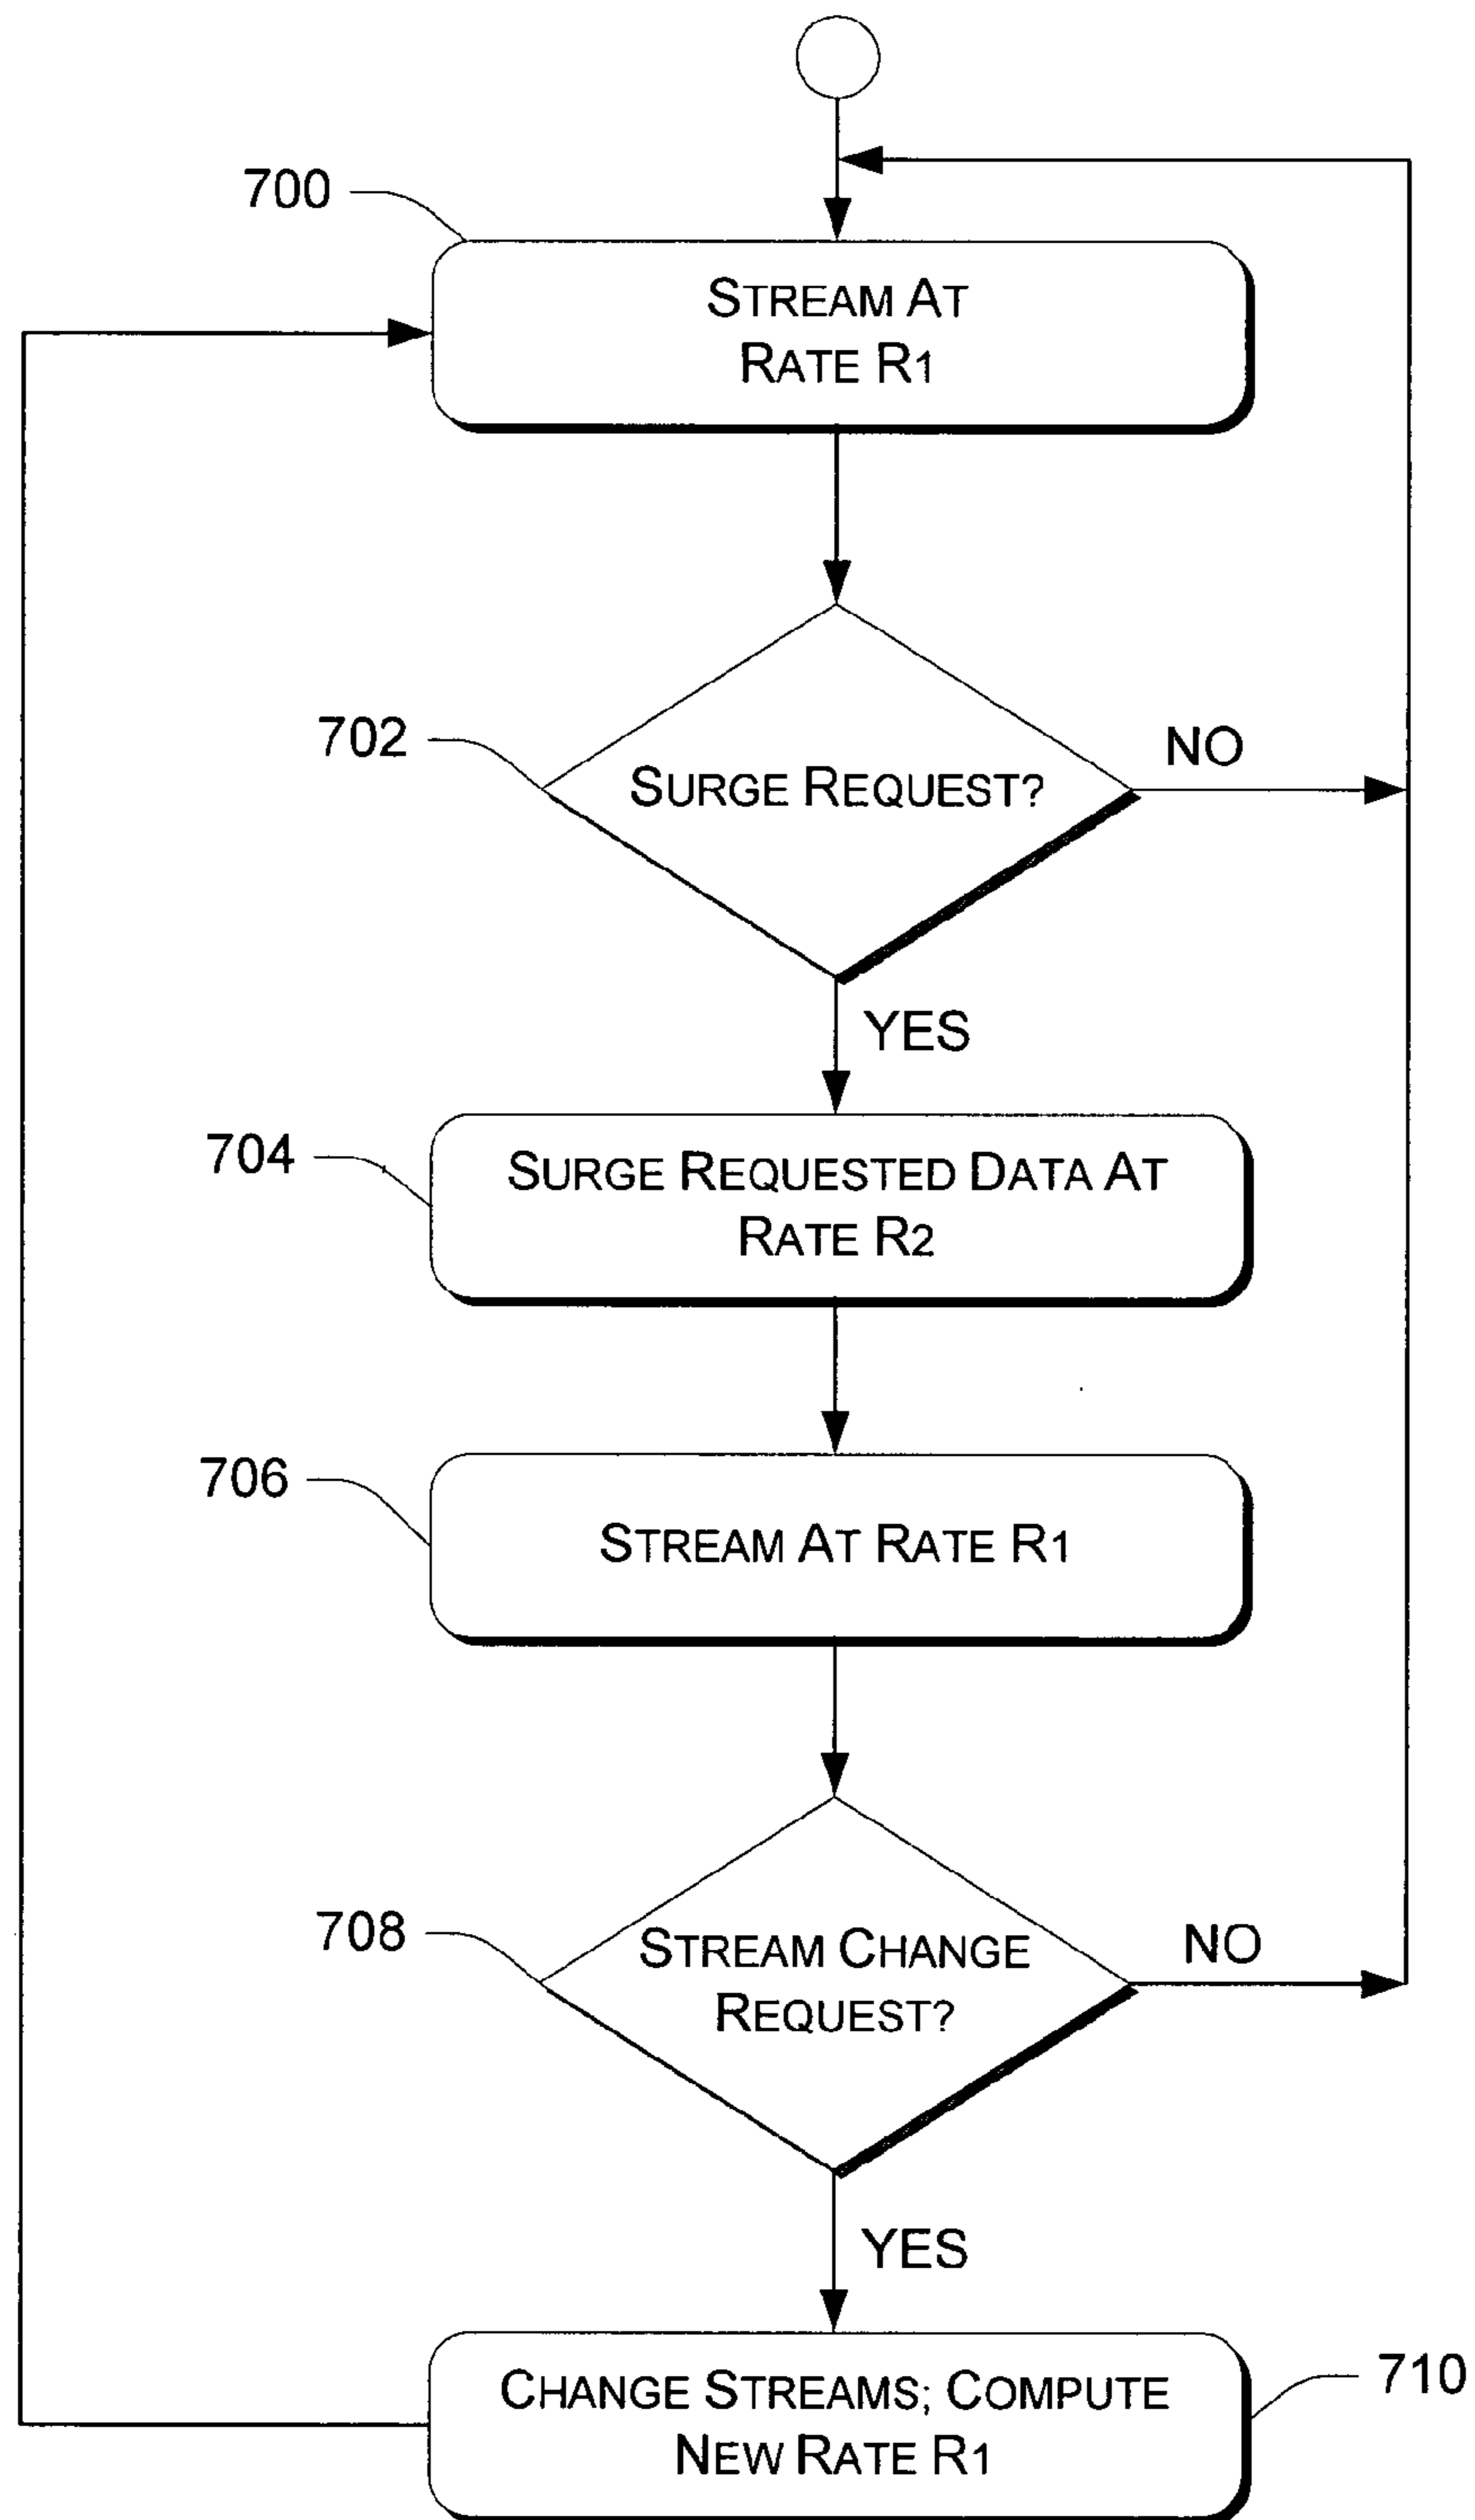 700
STREAM AT
RATE R1
702
SURGE REQUEST?
NO
YES
704
SURGE REQUESTED DATA AT
RATE R2
706
STREAM AT RATE R1
708
STREAM CHANGE
REQUEST?
NO
YES
CHANGE STREAMS; COMPUTE
NEW RATE R1
710